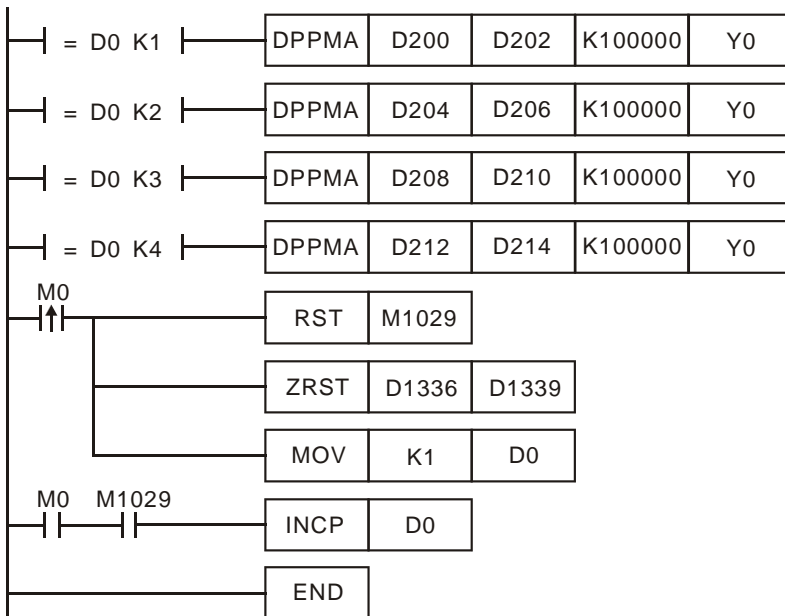 = D0 K1 DPPMA D200 D202 K100000 Y0
= D0 K2 DPPMA D204 D206 K100000 Y0
= D0 K3 DPPMA D208 D210 K100000 Y0
= D0 K4 DPPMA D212 D214 K100000 Y0
M0
RST M1029
ZRST D1336 D1339
MOV K1 D0
M0 M1029
INCP D0
END